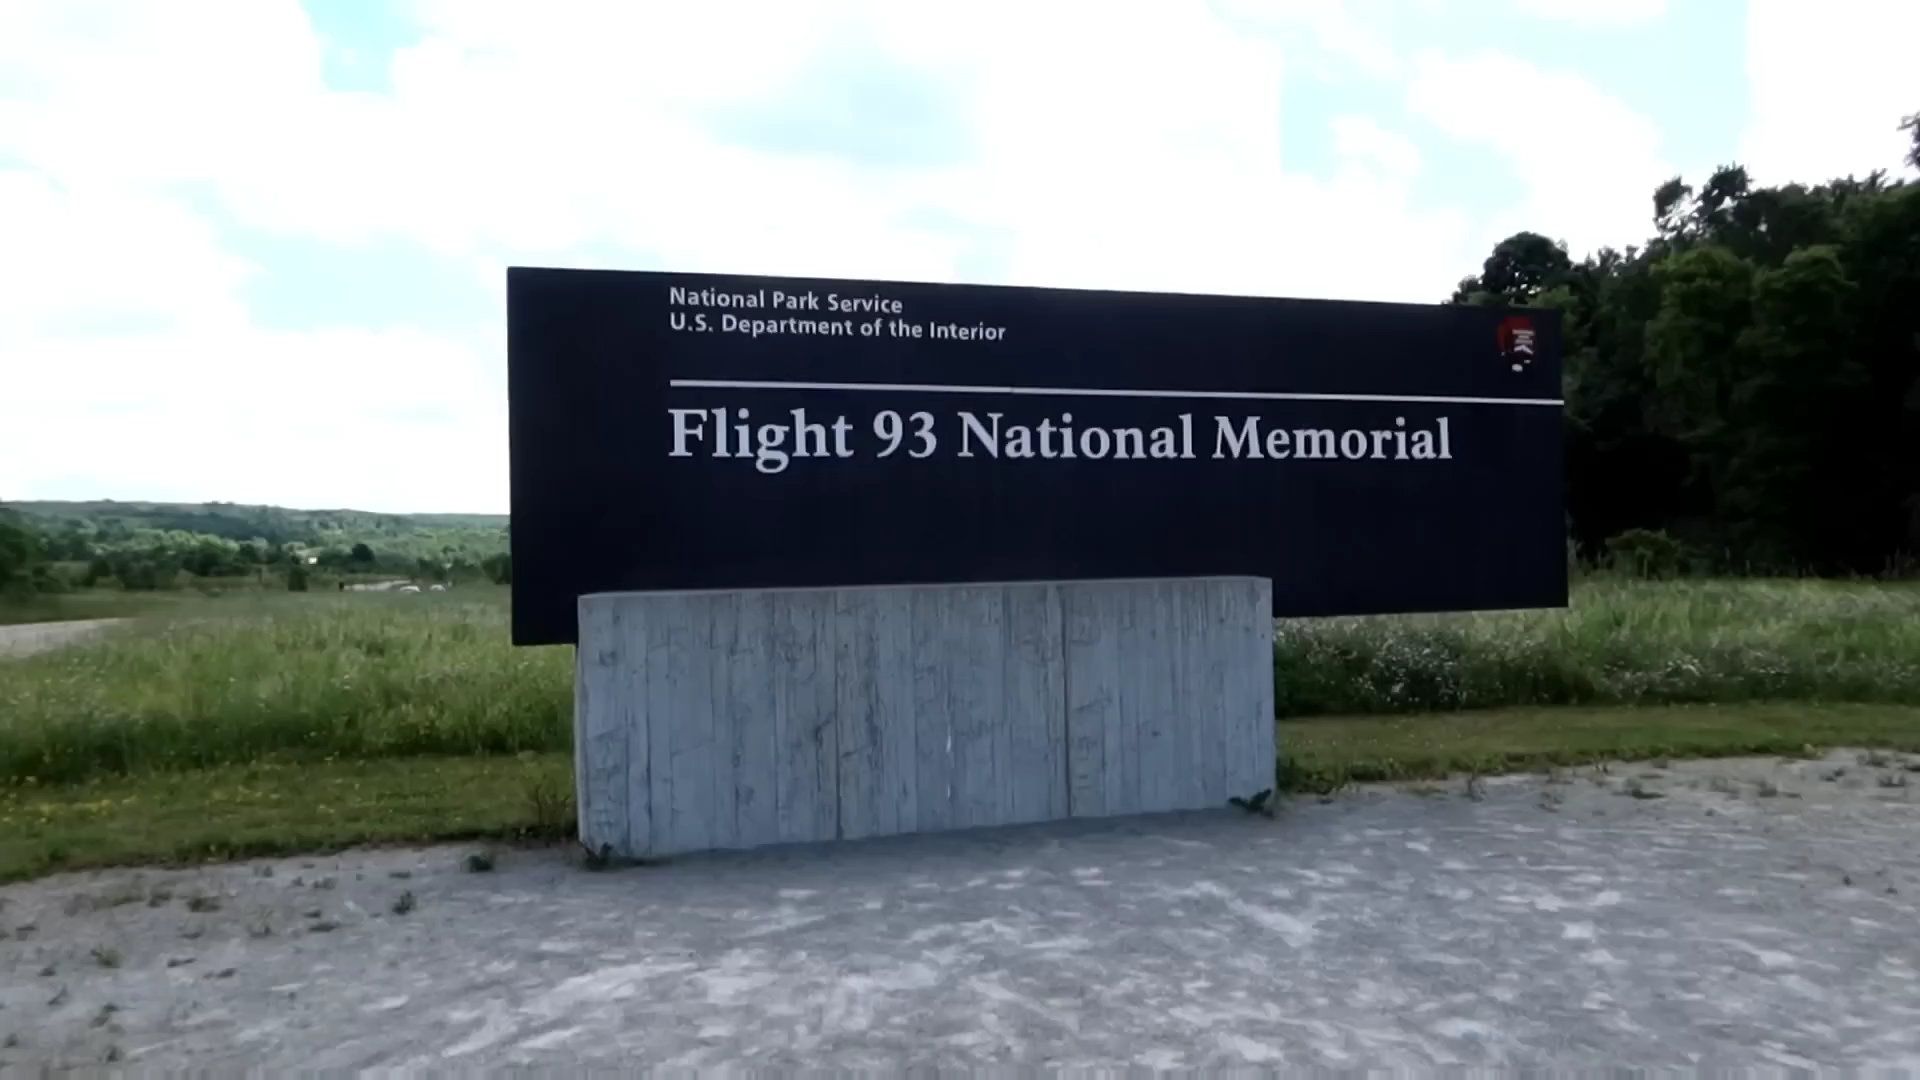 National Park Service
U.S. Department of the Interior
Flight 93 National Memorial